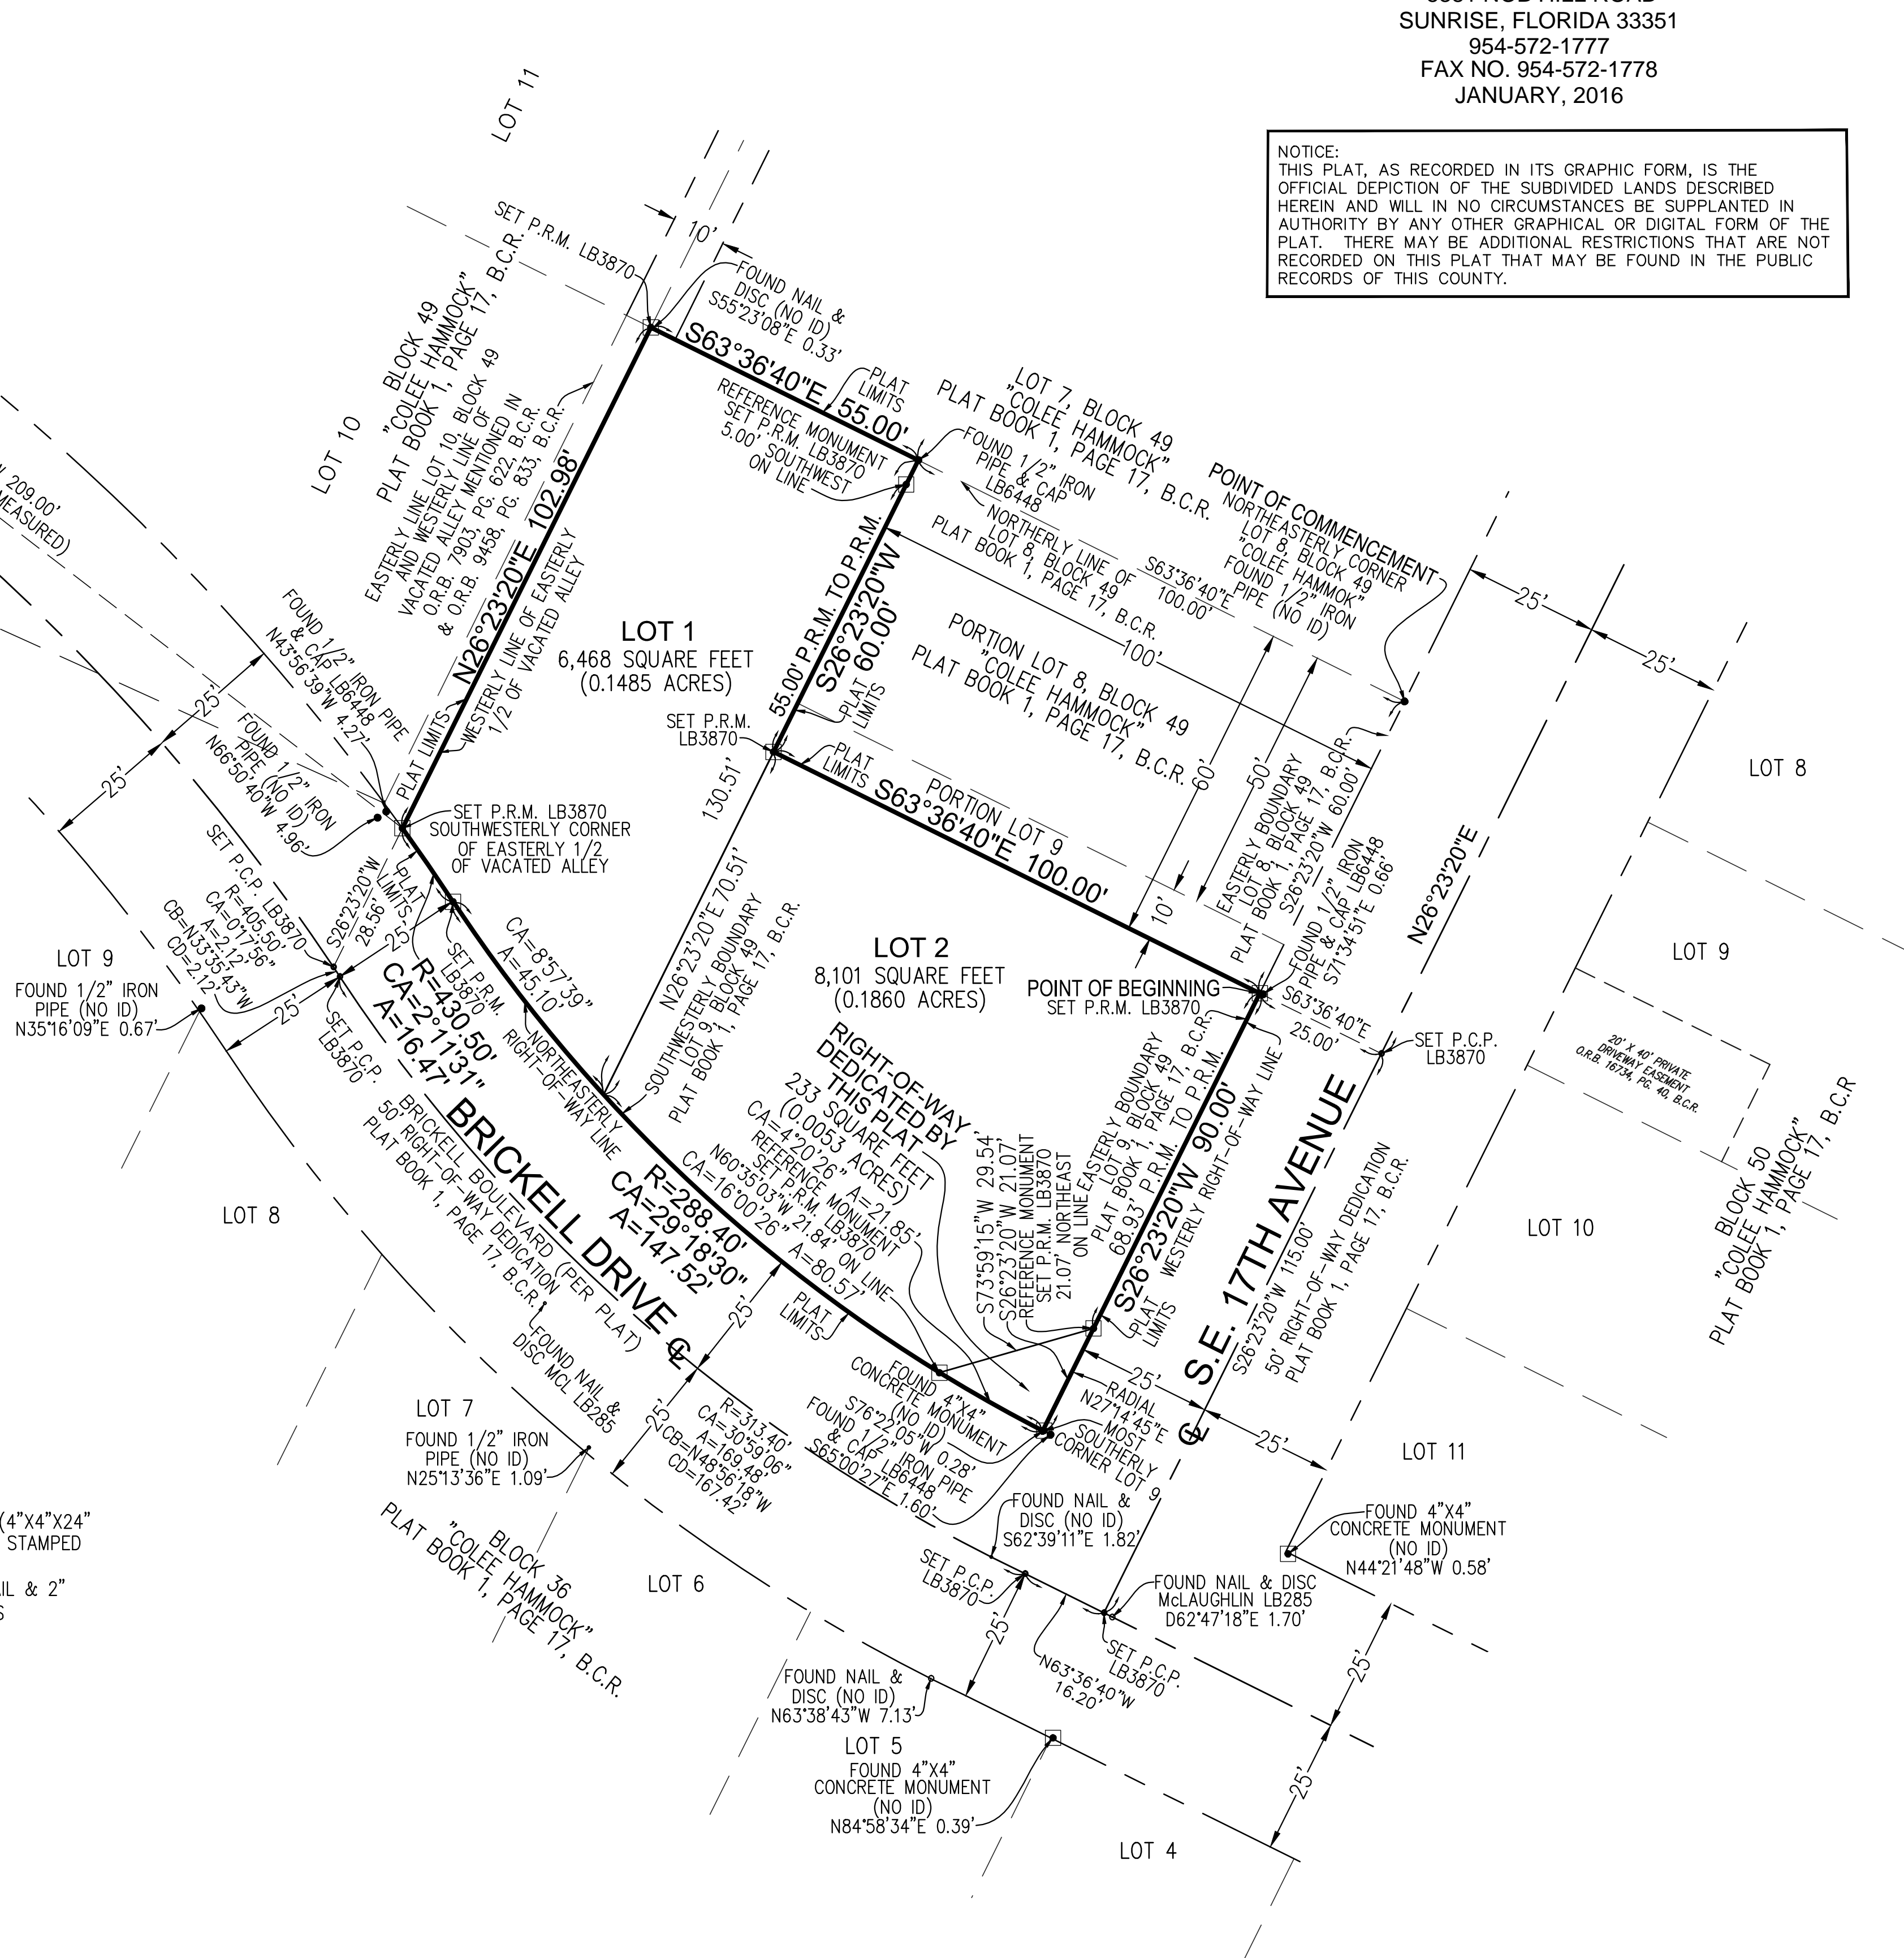 SUNRISE, FLORIDA 33351
954-572-1777
FAX NO. 954-572-1778
JANUARY, 2016
NOTICE:
THIS PLAT, AS RECORDED IN ITS GRAPHIC FORM, IS THE
OFFICIAL DEPICTION OF THE SUBDIVIDED LANDS DESCRIBED
HEREIN AND WILL IN NO CIRCUMSTANCES BE SUPPLANTED IN
AUTHORITY BY ANY OTHER GRAPHICAL OR DIGITAL FORM OF THE
PLAT. THERE MAY BE ADDITIONAL RESTRICTIONS THAT ARE NOT
RECORDED ON THIS PLAT THAT MAY BE FOUND IN THE PUBLIC
RECORDS OF THIS COUNTY.
LOT 11
SET P.R.M. LB3870
10'
FOUND NAIL &
DISC (NO ID)
S55°23'08"E 0.33'
S63°36'40"E 55.00'
PLAT
LIMITS
REFERENCE MONUMENT
SET P.R.M. LB3870
5.00' SOUTHWEST
ON LINE
LOT 10
BLOCK 49
"COLEE HAMMOCK"
PLAT BOOK 1, PAGE 17, B.C.R.
EASTERLY LINE LOT 10, BLOCK 49
AND WESTERLY LINE OF
VACATED ALLEY MENTIONED IN
O.R.B. 7903, PG. 622, B.C.R.
& O.R.B. 9458, PG. 833, B.C.R.
N26°23'20"E 102.98'
WESTERLY LINE OF EASTERLY
1/2 OF VACATED ALLEY
PLAT LIMITS
LOT 7, BLOCK 49
"COLEE HAMMOCK"
PLAT BOOK 1, PAGE 17, B.C.R.
FOUND 1/2" IRON
PIPE & CAP
LB6448
NORTHERLY LINE OF
LOT 8, BLOCK 49
PLAT BOOK 1, PAGE 17, B.C.R.
S63°36'40"E
100.00'
POINT OF COMMENCEMENT
NORTHEASTERLY CORNER
LOT 8, BLOCK 49
"COLEE HAMMOK"
FOUND 1/2" IRON
PIPE (NO ID)
25'
25'
100'
PORTION LOT 8, BLOCK 49
"COLEE HAMMOCK"
PLAT BOOK 1, PAGE 17, B.C.R.
60'
50'
10'
55.00' P.R.M. TO P.R.M.
S26°23'20"W
60.00'
PLAT
LIMITS
LOT 1
6,468 SQUARE FEET
(0.1485 ACRES)
SET P.R.M.
LB3870
PLAT
LIMITS
S63°36'40"E 100.00'
PORTION LOT 9
EASTERLY BOUNDARY
LOT 8, BLOCK 49
PLAT BOOK 1, PAGE 17, B.C.R.
S26°23'20"W 60.00'
FOUND 1/2" IRON
PIPE & CAP LB6448
S71°34'51"E 0.66'
N26°23'20"E
LOT 8
LOT 9
20' X 40' PRIVATE
DRIVEWAY EASEMENT
O.R.B. 16734, PG. 40, B.C.R.
LOT 10
BLOCK 50
"COLEE HAMMOCK"
PLAT BOOK 1, PAGE 17, B.C.R
LOT 11
209.00'
MEASURED)
25'
25'
FOUND 1/2" IRON PIPE
& CAP LB6448
N43°56'39"W 4.27'
FOUND 1/2" IRON
PIPE (NO ID)
N66°50'40"W 4.96'
SET P.R.M. LB3870
SOUTHWESTERLY CORNER
OF EASTERLY 1/2
OF VACATED ALLEY
SET P.C.P. LB3870
R=405.50'
CA=0°17'56"
A=2.12'
CB=N33°35'43"W
CD=2.12'
S26°23'20"W
28.56'
PLAT
LIMITS
25'
25'
SET P.R.M.
LB3870
LOT 9
FOUND 1/2" IRON
PIPE (NO ID)
N35°16'09"E 0.67'
SET P.C.P.
LB3870
R=430.50'
CA=2°11'31"
A=16.47'
CA=8°57'39"
A=45.10'
NORTHEASTERLY
RIGHT-OF-WAY LINE
130.51'
N26°23'20"E 70.51'
SOUTHWESTERLY BOUNDARY
LOT 9, BLOCK 49
PLAT BOOK 1, PAGE 17, B.C.R.
LOT 2
8,101 SQUARE FEET
(0.1860 ACRES)
POINT OF BEGINNING
SET P.R.M. LB3870
S63°36'40"E
25.00'
SET P.C.P.
LB3870
RIGHT-OF-WAY
DEDICATED BY
THIS PLAT
233 SQUARE FEET
(0.0053 ACRES)
CA=4°20'26" A=21.85'
N60°35'03"W 21.84'
REFERENCE MONUMENT
SET P.R.M. LB3870
ON LINE
CA=16°00'26" A=80.57'
R=288.40'
CA=29°18'30"
A=147.52'
PLAT
LIMITS
S73°59'15"W 29.54'
S26°23'20"W 21.07'
REFERENCE MONUMENT
SET P.R.M. LB3870
21.07' NORTHEAST
ON LINE
EASTERLY BOUNDARY
LOT 9, BLOCK 49
PLAT BOOK 1, PAGE 17, B.C.R.
68.93' P.R.M. TO P.R.M.
S26°23'20"W 90.00'
WESTERLY RIGHT-OF-WAY LINE
PLAT
LIMITS
S.E. 17TH AVENUE
S26°23'20"W 115.00'
50' RIGHT-OF-WAY DEDICATION
PLAT BOOK 1, PAGE 17, B.C.R.
BRICKELL DRIVE
BRICKELL BOULEVARD (PER PLAT)
50' RIGHT-OF-WAY DEDICATION
PLAT BOOK 1, PAGE 17, B.C.R.
FOUND NAIL &
DISC MCL LB285
LOT 8
LOT 7
FOUND 1/2" IRON
PIPE (NO ID)
N25°13'36"E 1.09'
25'
25'
R=313.40'
CA=30°59'06"
A=169.48'
CB=N48°56'18"W
CD=167.42'
FOUND 4"X4"
CONCRETE MONUMENT
(NO ID)
S76°22'05"W 0.28'
FOUND 1/2" IRON PIPE
& CAP LB6448
S65°00'27"E 1.60'
RADIAL
N27°14'45"E
MOST
SOUTHERLY
CORNER LOT 9
25'
25'
FOUND NAIL &
DISC (NO ID)
S62°39'11"E 1.82'
FOUND 4"X4"
CONCRETE MONUMENT
(NO ID)
N44°21'48"W 0.58'
SET P.C.P.
LB3870
FOUND NAIL & DISC
McLAUGHLIN LB285
D62°47'18"E 1.70'
SET P.C.P.
LB3870
N63°36'40"W
16.20'
25'
25'
25'
(4"X4"X24"
STAMPED
IL & 2"
S
BLOCK 36
"COLEE HAMMOCK"
PLAT BOOK 1, PAGE 17, B.C.R.
LOT 6
FOUND NAIL &
DISC (NO ID)
N63°38'43"W 7.13'
LOT 5
FOUND 4"X4"
CONCRETE MONUMENT
(NO ID)
N84°58'34"E 0.39'
LOT 4